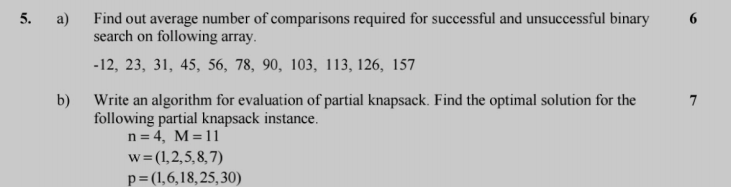 5. a) Find out average number of comparisons required for successful and unsuccessful binary 6
search on following array.
-12, 23, 31, 45, 56, 78, 90, 103, 113, 126, 157
b) Write an algorithm for evaluation of partial knapsack. Find the optimal solution for the 7
following partial knapsack instance.
n = 4, M = 11
w = (1,2,5,8,7)
p = (1,6,18,25,30)